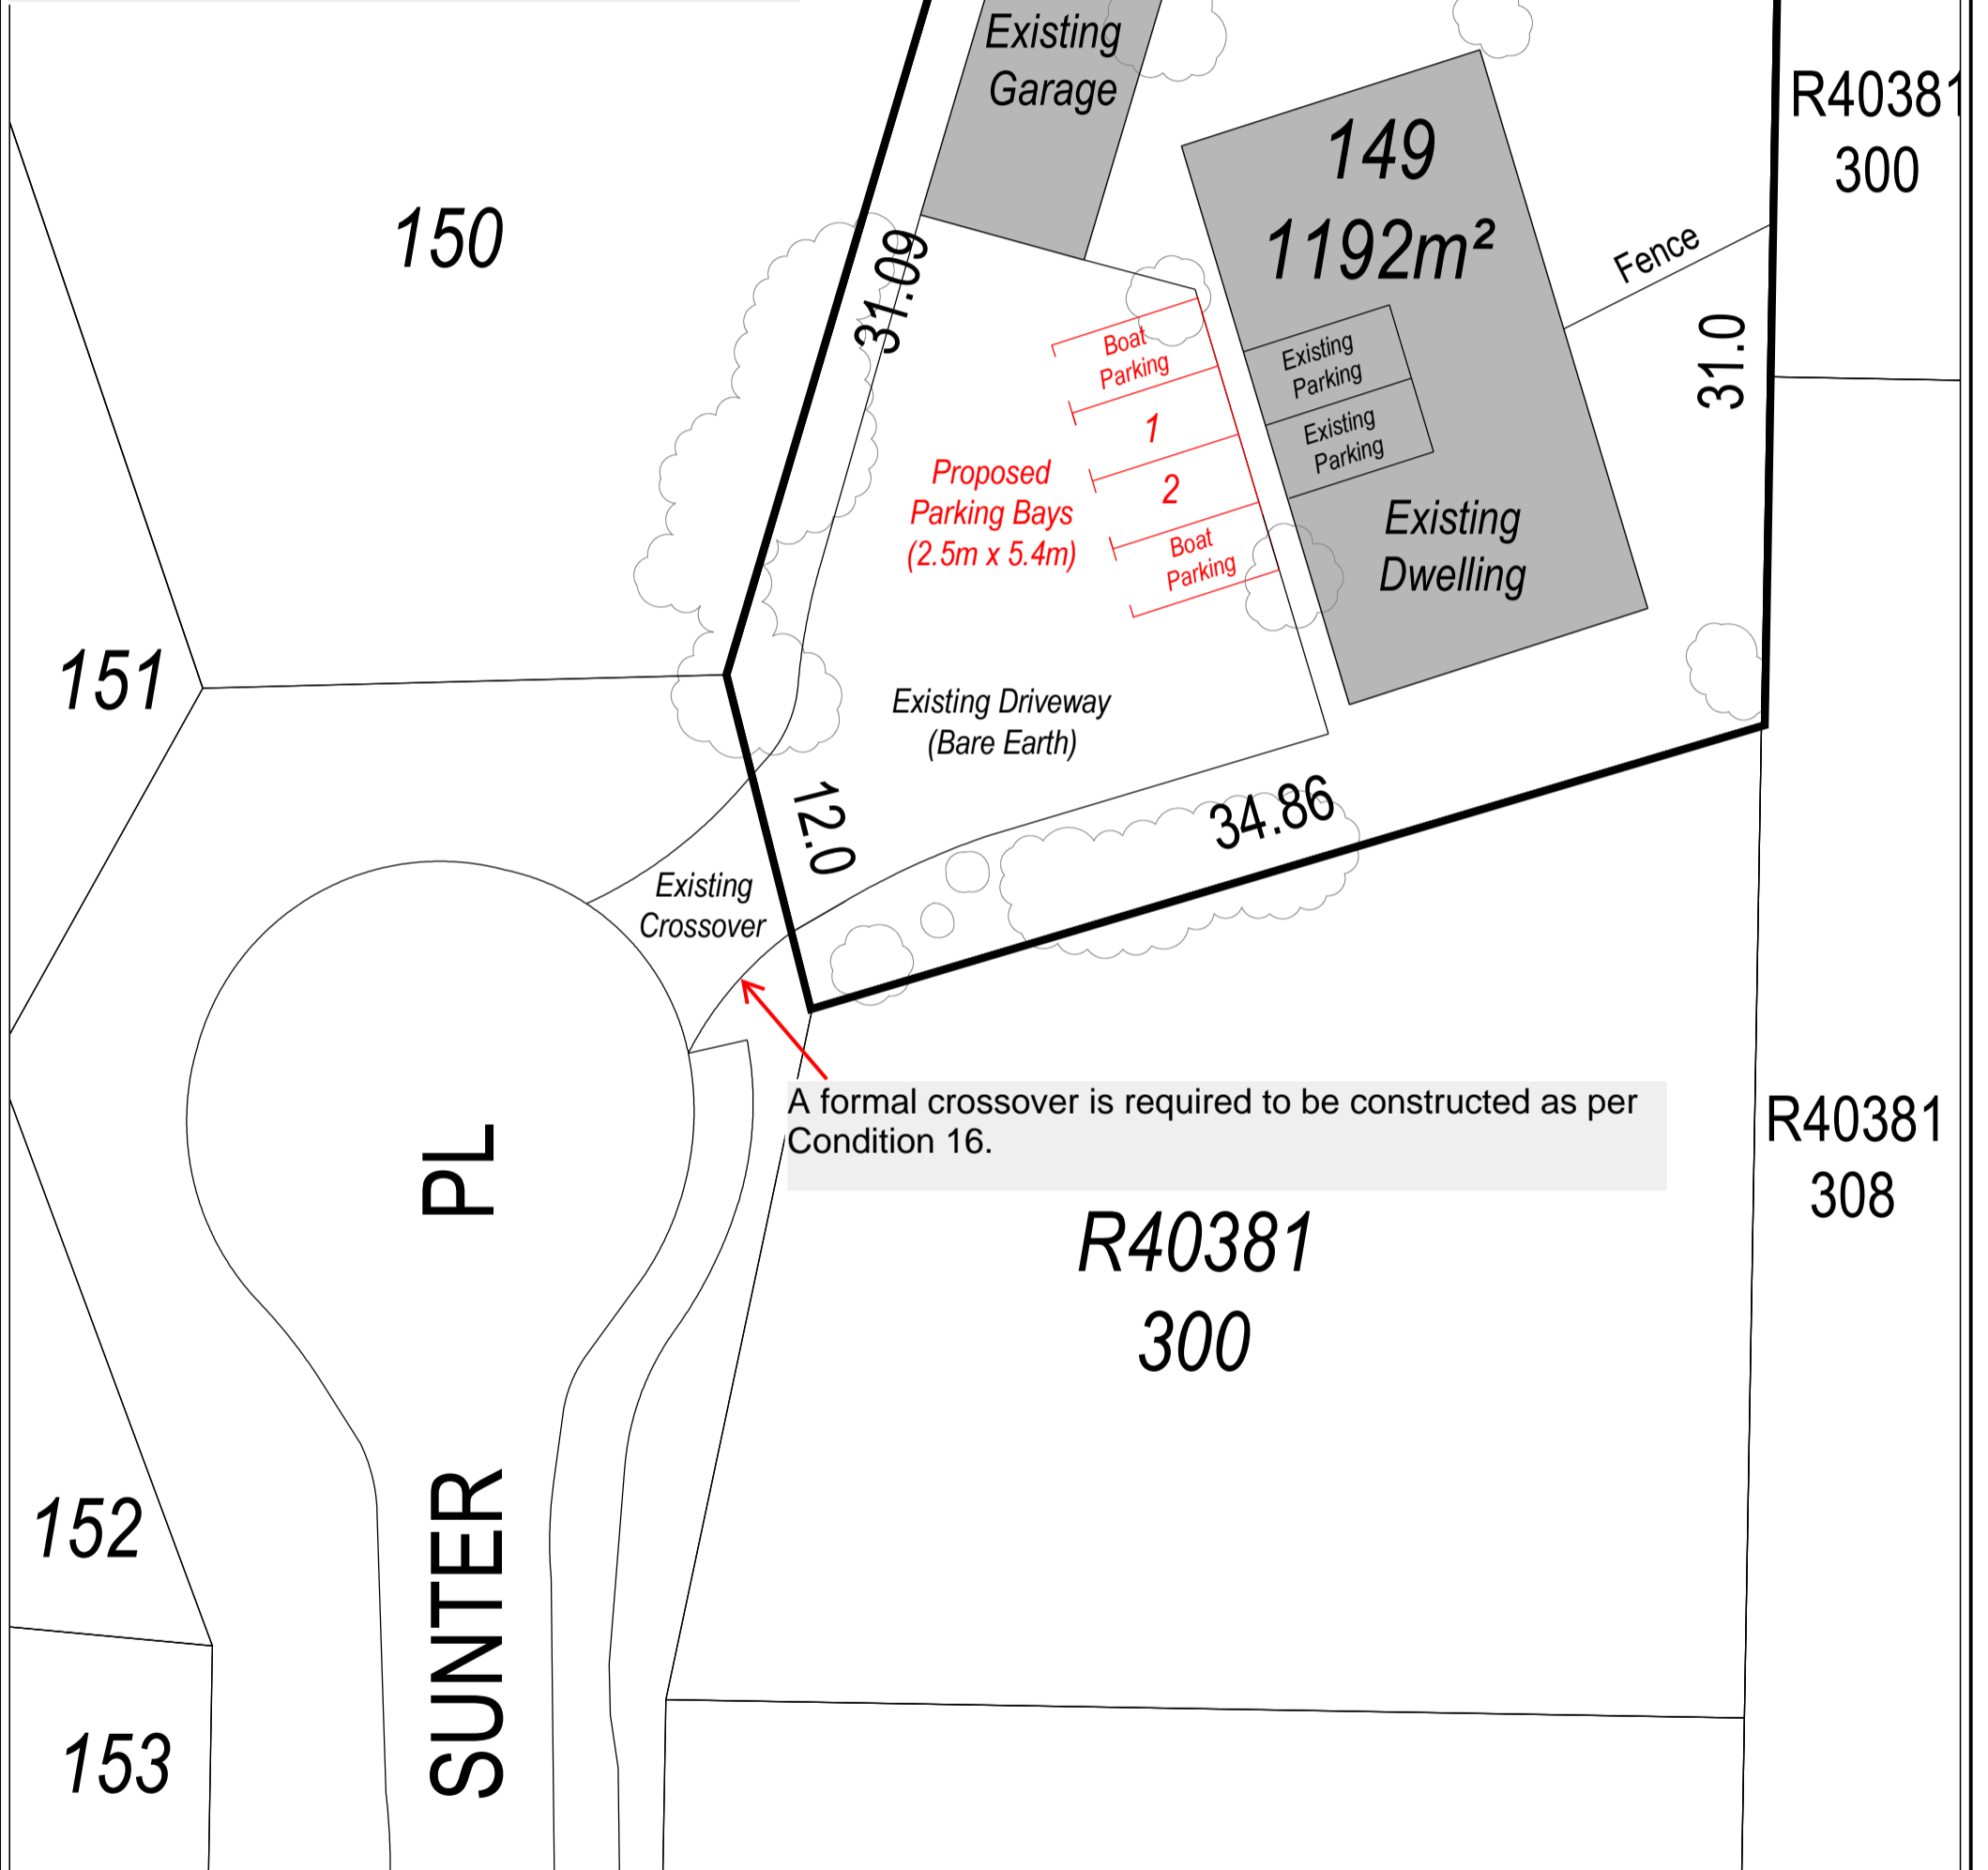 Existing
Garage
149
1192m²
R40381
300
150
31.09
Fence
31.0
Boat
Parking
1
2
Boat
Parking
Existing
Parking
Existing
Parking
Proposed
Parking Bays
(2.5m x 5.4m)
Existing
Dwelling
151
Existing Driveway
(Bare Earth)
12.0
34.86
Existing
Crossover
A formal crossover is required to be constructed as per
Condition 16.
R40381
300
R40381
308
SUNTER PL
152
153